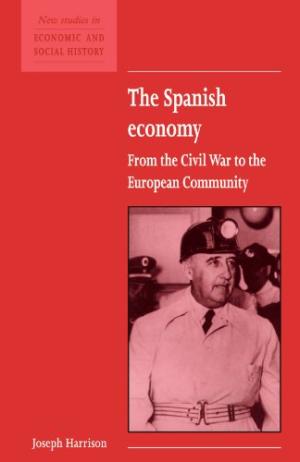 New studies in
ECONOMIC AND
SOCIAL HISTORY
The Spanish
economy
From the Civil War to the
European Community
Joseph Harrison